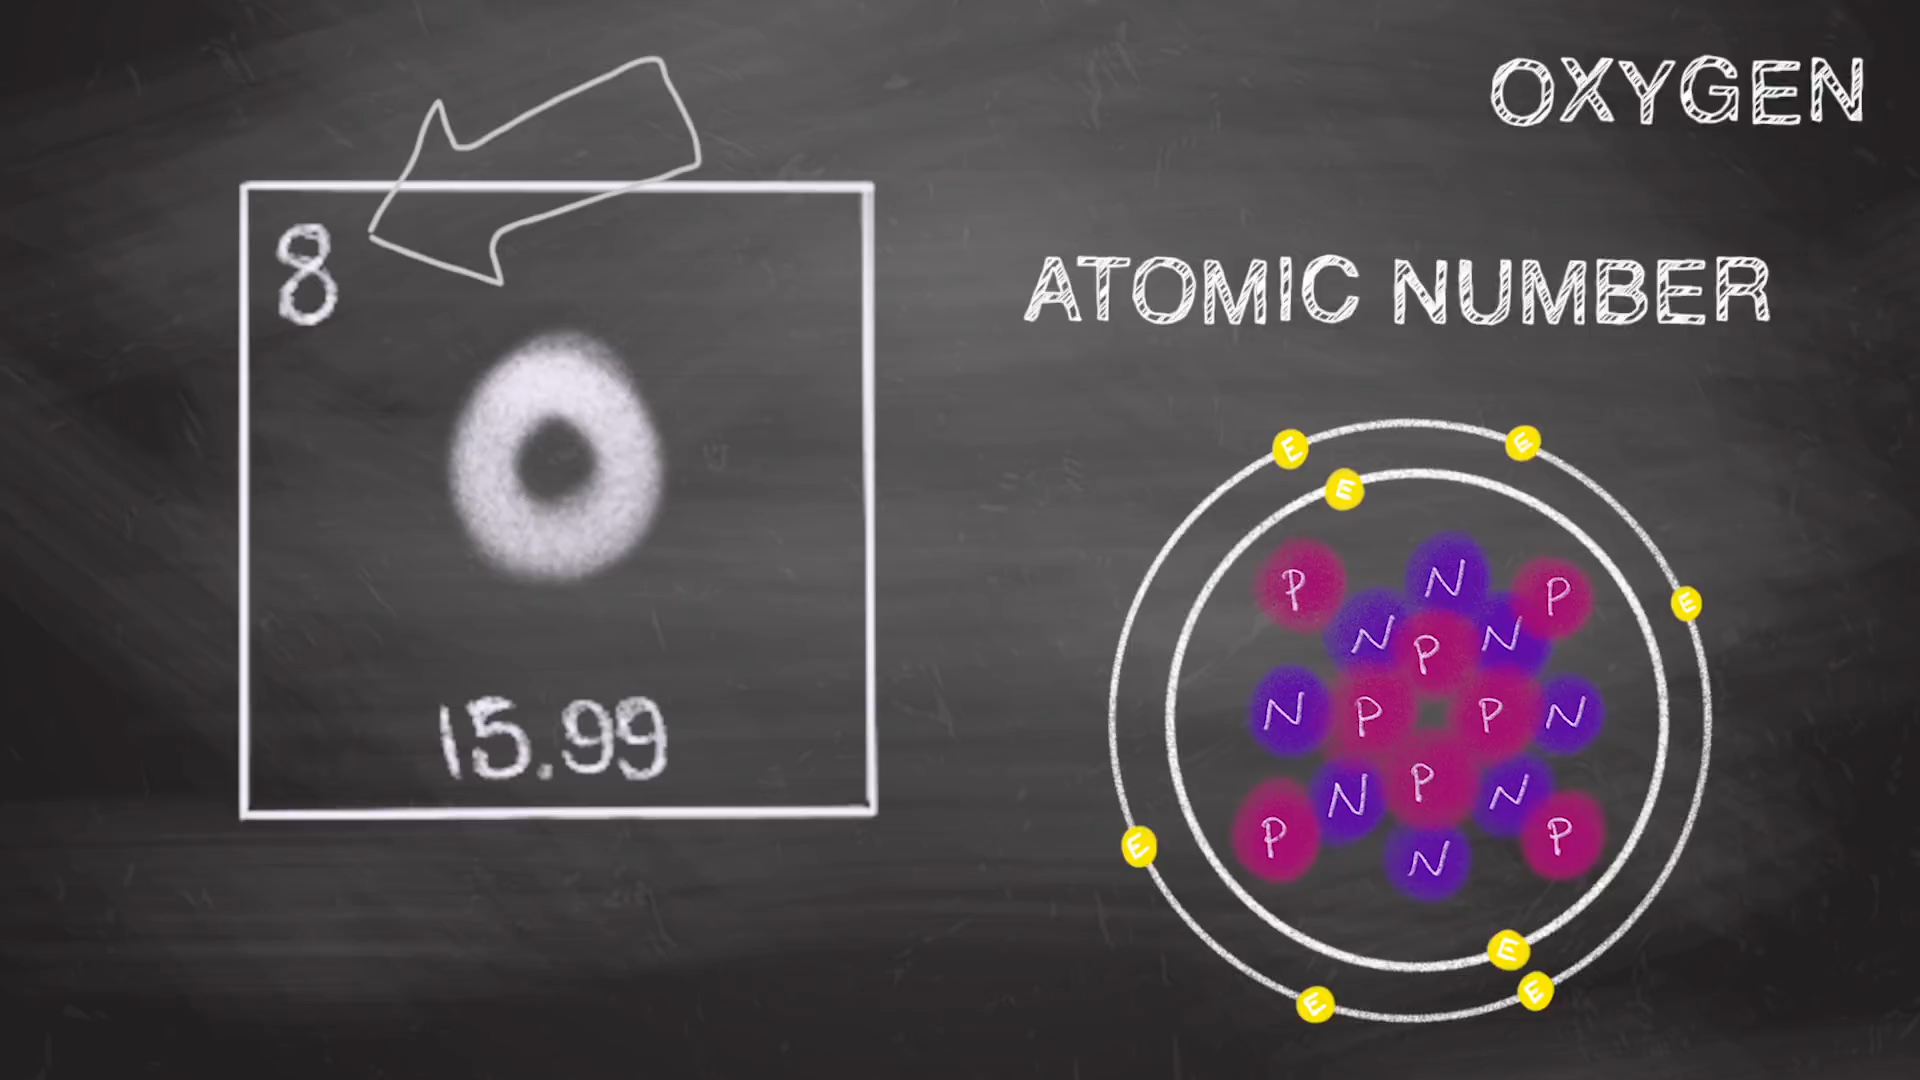 OXYGEN
8
ATOMIC NUMBER
O
15.99
E E
E
P N P
E
N P N
N P P N
P
N N
P P
E
N
E
E E